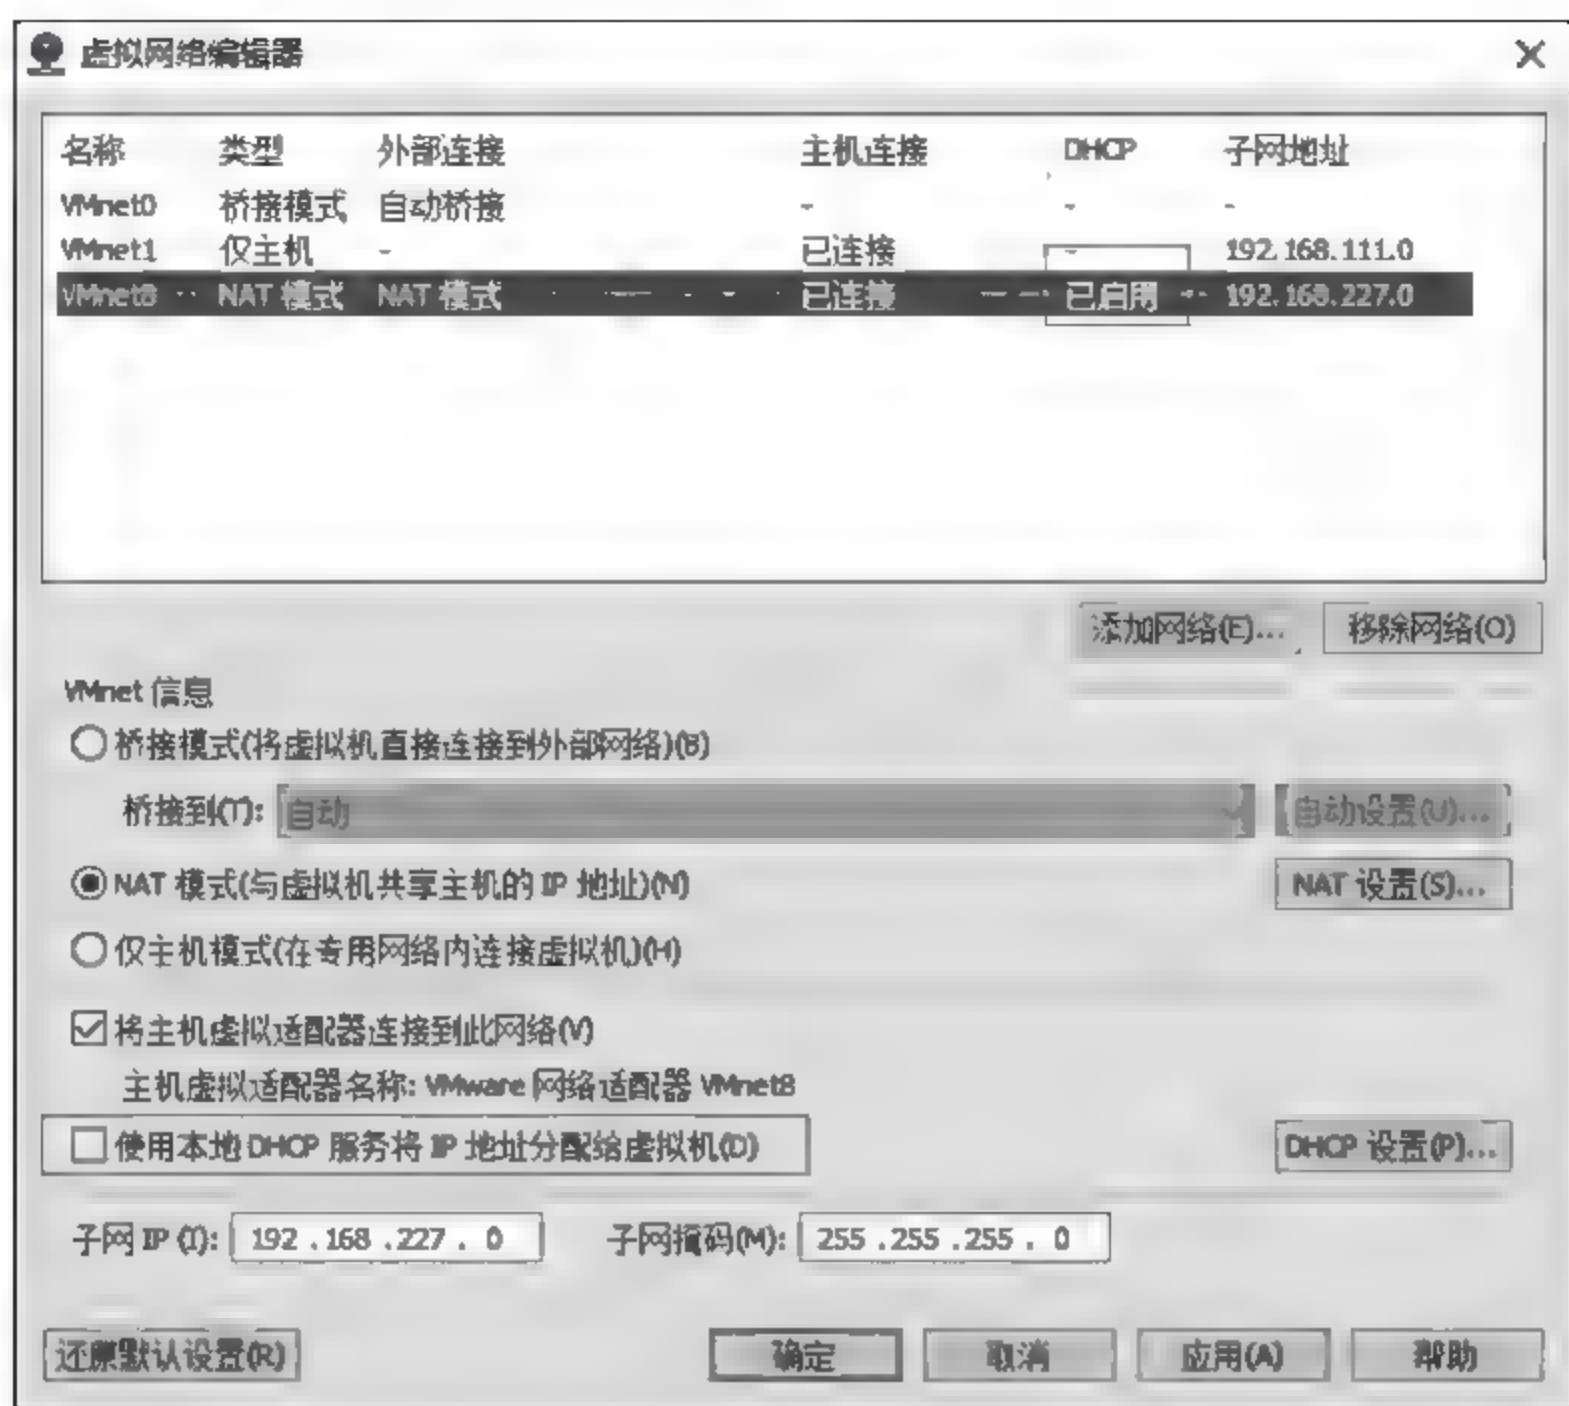 虚拟网络编辑器
名称 类型 外部连接 主机连接 DHCP 子网地址
VMnet0 桥接模式 自动桥接 - - -
VMnet1 仅主机 - 已连接 - 192.168.111.0
VMnet8 NAT 模式 NAT 模式 已连接 已启用 192.168.227.0
添加网络(E)... 移除网络(O)
VMnet 信息
桥接模式(将虚拟机直接连接到外部网络)(B)
桥接到(T): 自动 自动设置(U)...
NAT 模式(与虚拟机共享主机的 IP 地址)(N) NAT 设置(S)...
仅主机模式(在专用网络内连接虚拟机)(H)
将主机虚拟适配器连接到此网络(V)
主机虚拟适配器名称: VMware 网络适配器 VMnet8
使用本地 DHCP 服务将 IP 地址分配给虚拟机(D) DHCP 设置(P)...
子网 IP (I): 192 . 168 . 227 . 0 子网掩码(M): 255 . 255 . 255 . 0
还原默认设置(R) 确定 取消 应用(A) 帮助